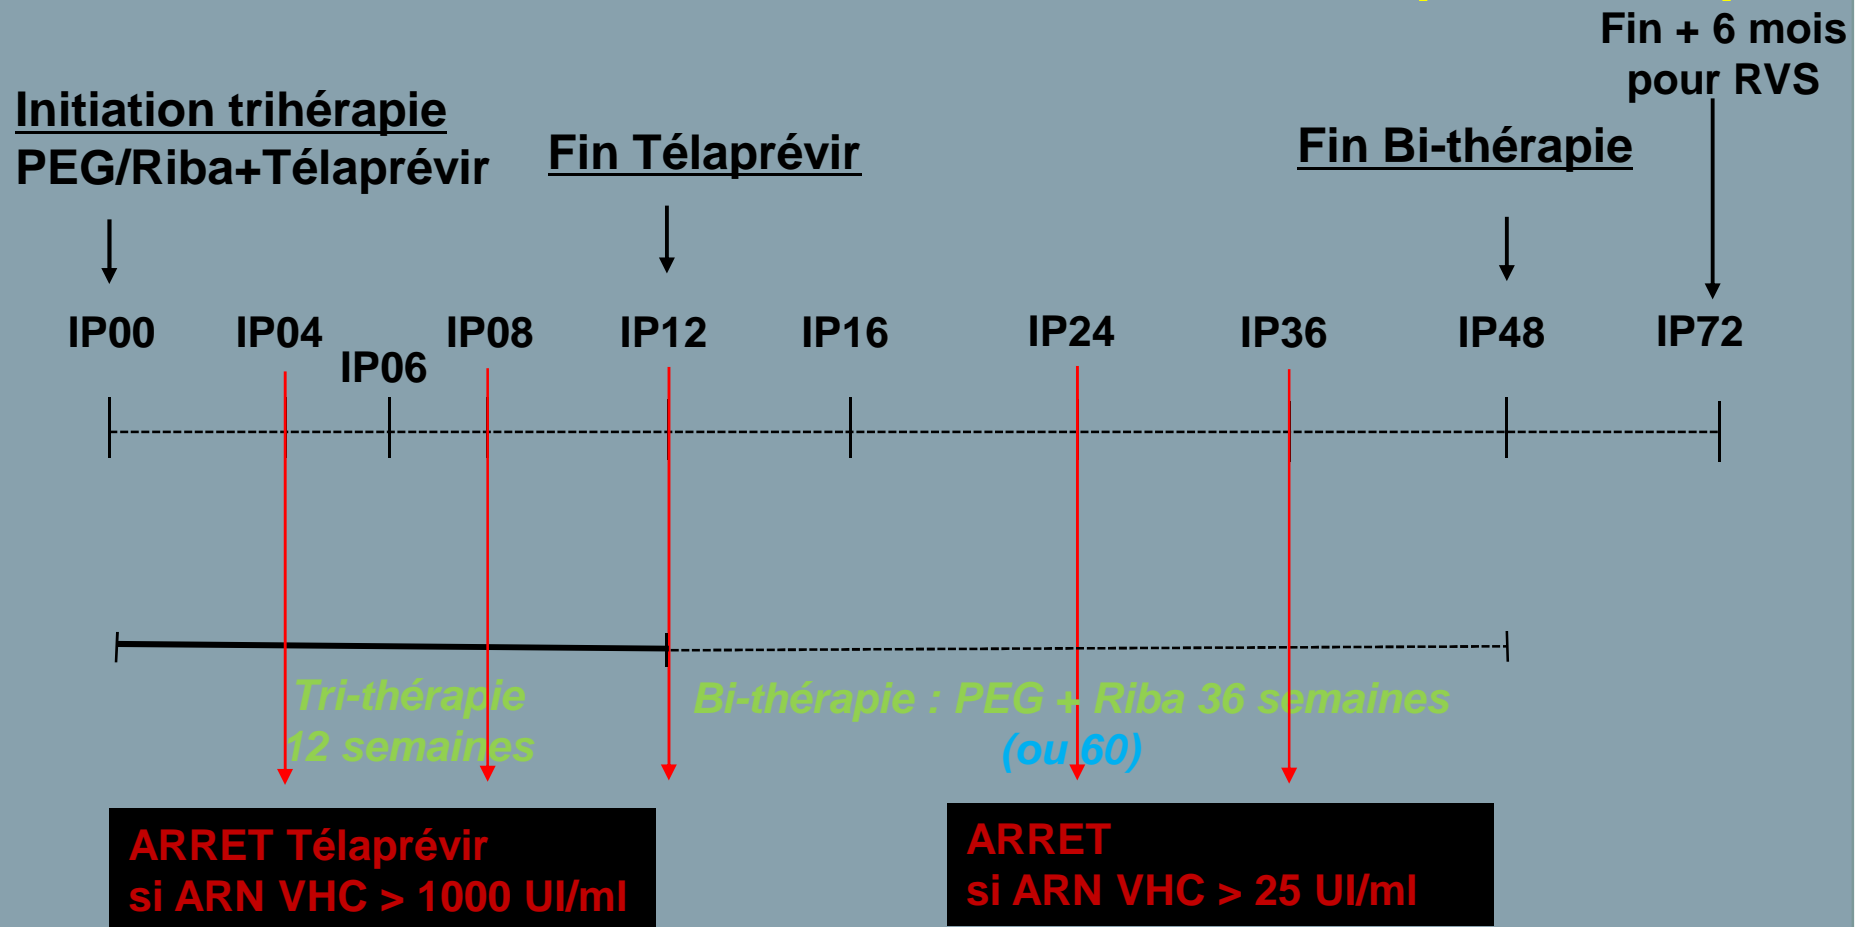 Fin + 6 mois
pour RVS
Initiation trihérapie
PEG/Riba+Télaprévir
Fin Télaprévir
Fin Bi-thérapie
IP00 IP04 IP06 IP08 IP12 IP16 IP24 IP36 IP48 IP72
Tri-thérapie
12 semaines
Bi-thérapie : PEG + Riba 36 semaines
(ou 60)
ARRET Télaprévir
si ARN VHC > 1000 UI/ml
ARRET
si ARN VHC > 25 UI/ml